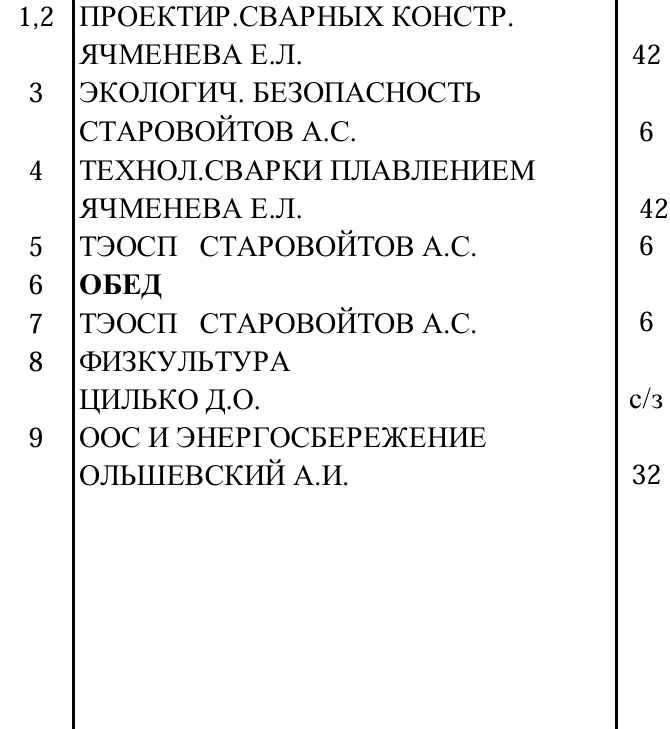 1,2 ПРОЕКТИР.СВАРНЫХ КОНСТР.
ЯЧМЕНЕВА Е.Л. 42
3 ЭКОЛОГИЧ. БЕЗОПАСНОСТЬ
СТАРОВОЙТОВ А.С. 6
4 ТЕХНОЛ.СВАРКИ ПЛАВЛЕНИЕМ
ЯЧМЕНЕВА Е.Л. 42
5 ТЭОСП СТАРОВОЙТОВ А.С. 6
6 ОБЕД
7 ТЭОСП СТАРОВОЙТОВ А.С. 6
8 ФИЗКУЛЬТУРА
ЦИЛЬКО Д.О. с/з
9 ООС И ЭНЕРГОСБЕРЕЖЕНИЕ
ОЛЬШЕВСКИЙ А.И. 32